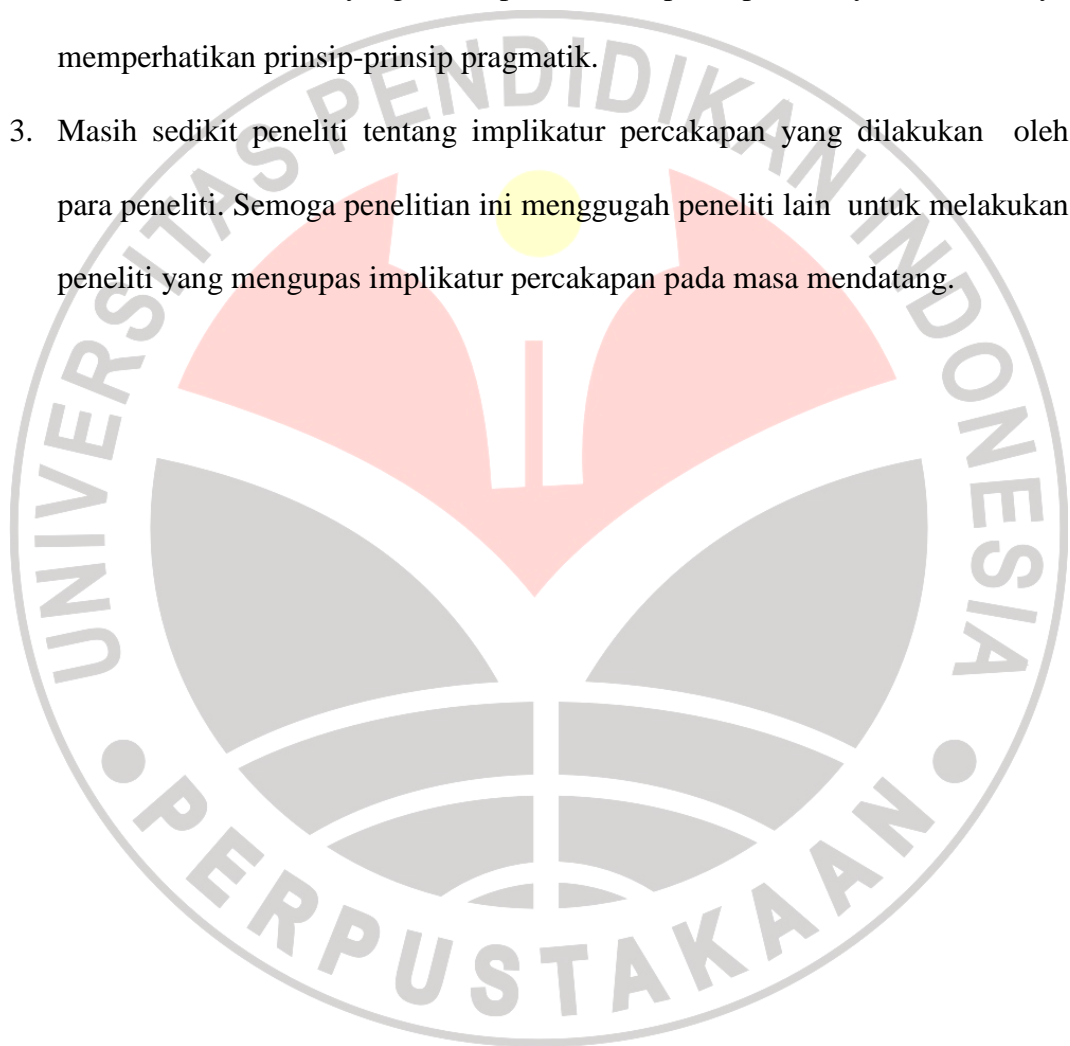 memperhatikan prinsip-prinsip pragmatik.
3. Masih sedikit peneliti tentang implikatur percakapan yang dilakukan oleh
para peneliti. Semoga penelitian ini menggugah peneliti lain untuk melakukan
peneliti yang mengupas implikatur percakapan pada masa mendatang.
UNIVERSITAS PENDIDIKAN INDONESIA
PERPUSTAKAAN